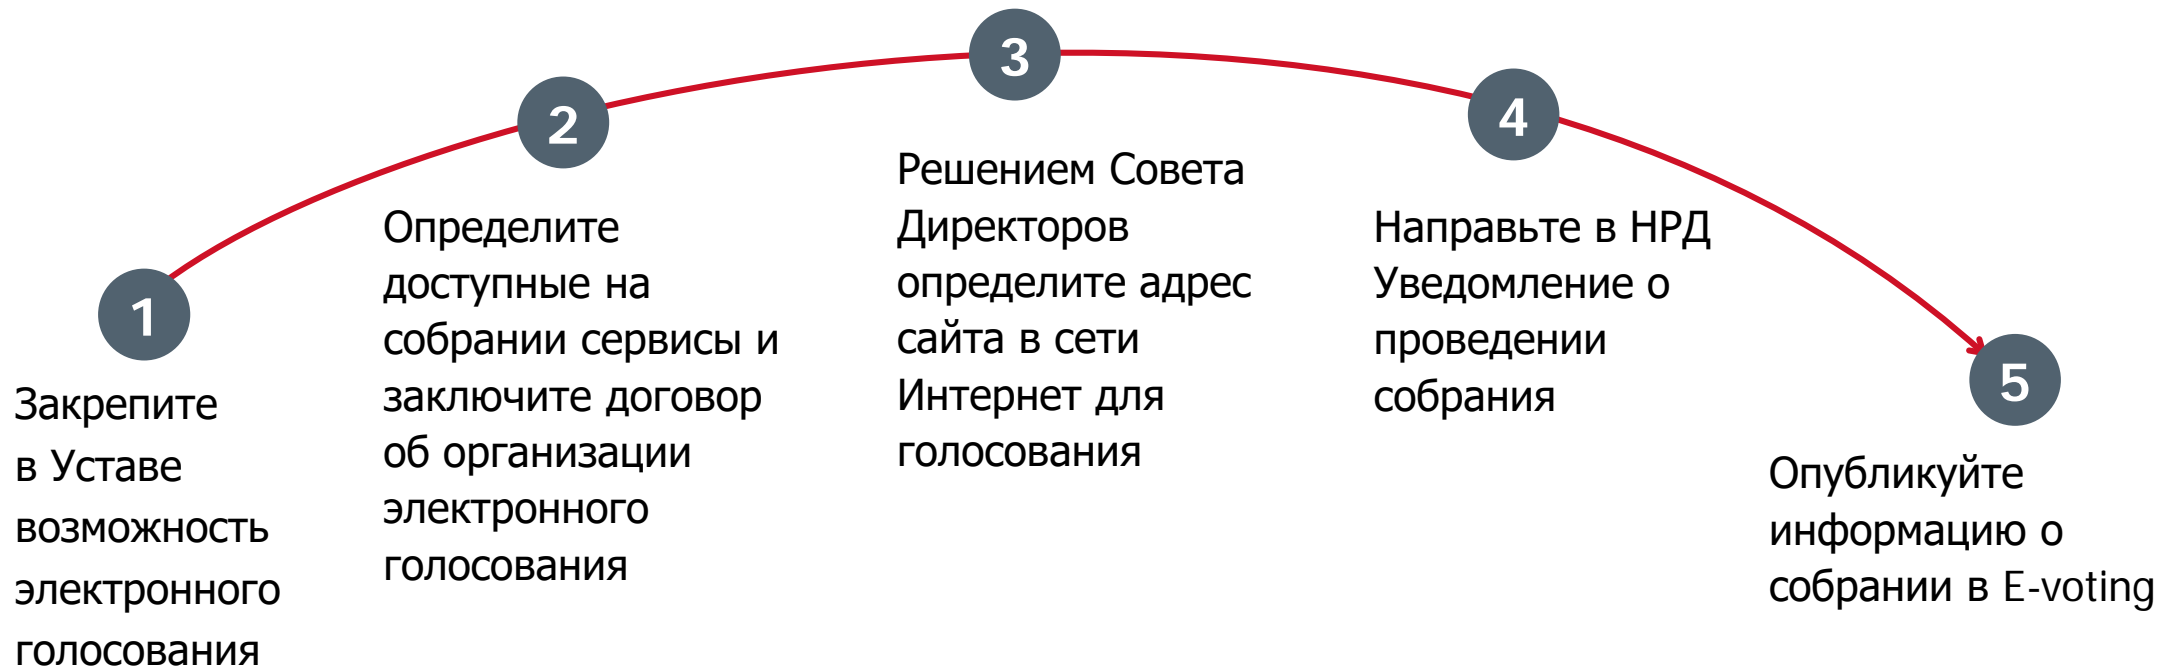 1
Закрепите
в Уставе
возможность
электронного
голосования
2
Определите
доступные на
собрании сервисы и
заключите договор
об организации
электронного
голосования
3
Решением Совета
Директоров
определите адрес
сайта в сети
Интернет для
голосования
4
Направьте в НРД
Уведомление о
проведении
собрания
5
Опубликуйте
информацию о
собрании в E-voting